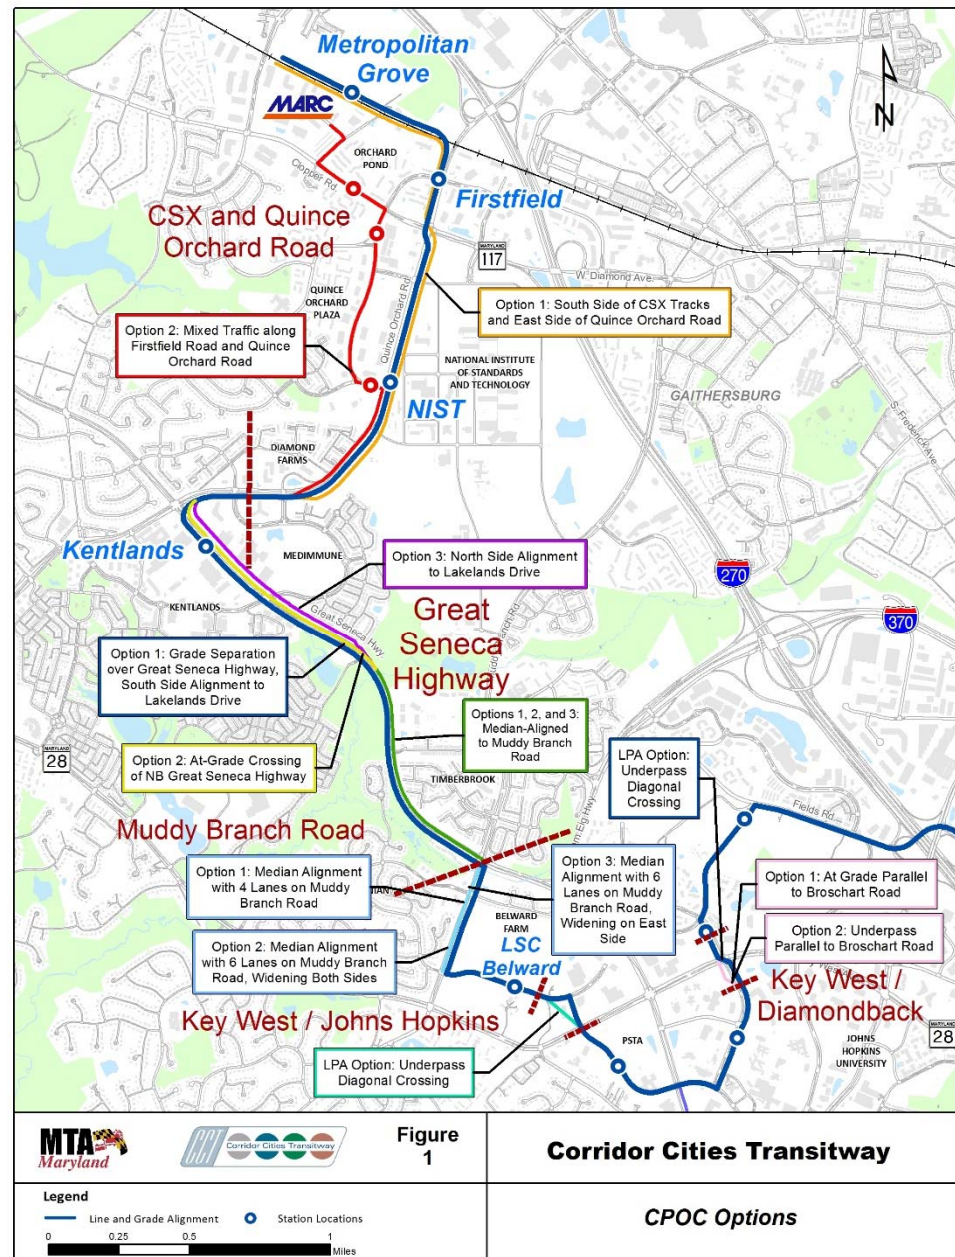 Metropolitan
Grove
MARC
N
ORCHARD
POND
Clopper Rd.
Firstfield
CSX and Quince
Orchard Road
MARYLAND
117
W. Diamond Ave.
QUINCE
ORCHARD
PLAZA
Quince Orchard Rd
Option 1: South Side of CSX Tracks
and East Side of Quince Orchard Road
Option 2: Mixed Traffic along
Firstfield Road and Quince
Orchard Road
NATIONAL INSTITUTE
OF STANDARDS
AND TECHNOLOGY
NIST
GAITHERSBURG
S. Frederick Ave.
DIAMOND
FARMS
Kentlands
MEDIMMUNE
Option 3: North Side Alignment
to Lakelands Drive
270
KENTLANDS
Great Seneca Hwy
Great
Seneca
Highway
370
Option 1: Grade Separation
over Great Seneca Highway,
South Side Alignment to
Lakelands Drive
Options 1, 2, and 3:
Median-Aligned
to Muddy Branch
Road
MARYLAND
28
Option 2: At-Grade Crossing
of NB Great Seneca Highway
TIMBERBROOK
LPA Option:
Underpass
Diagonal
Crossing
Fields Rd.
Muddy Branch Road
Option 1: Median Alignment
with 4 Lanes on Muddy
Branch Road
Option 3: Median
Alignment with 6
Lanes on Muddy
Branch Road,
Widening on East
Side
Option 1: At Grade Parallel
to Broschart Road
BELWARD
FARM
LSC
Belward
Option 2: Underpass
Parallel to Broschart Road
Option 2: Median Alignment
with 6 Lanes on Muddy Branch
Road, Widening Both Sides
Key West /
Diamondback
Key West / Johns Hopkins
LPA Option: Underpass
Diagonal Crossing
PSTA
JOHNS
HOPKINS
UNIVERSITY
MARYLAND
28
MTA
Maryland
CCT
Corridor Cities Transitway
Figure
1
Corridor Cities Transitway
Legend
Line and Grade Alignment
Station Locations
0 0.25 0.5 1
Miles
CPOC Options